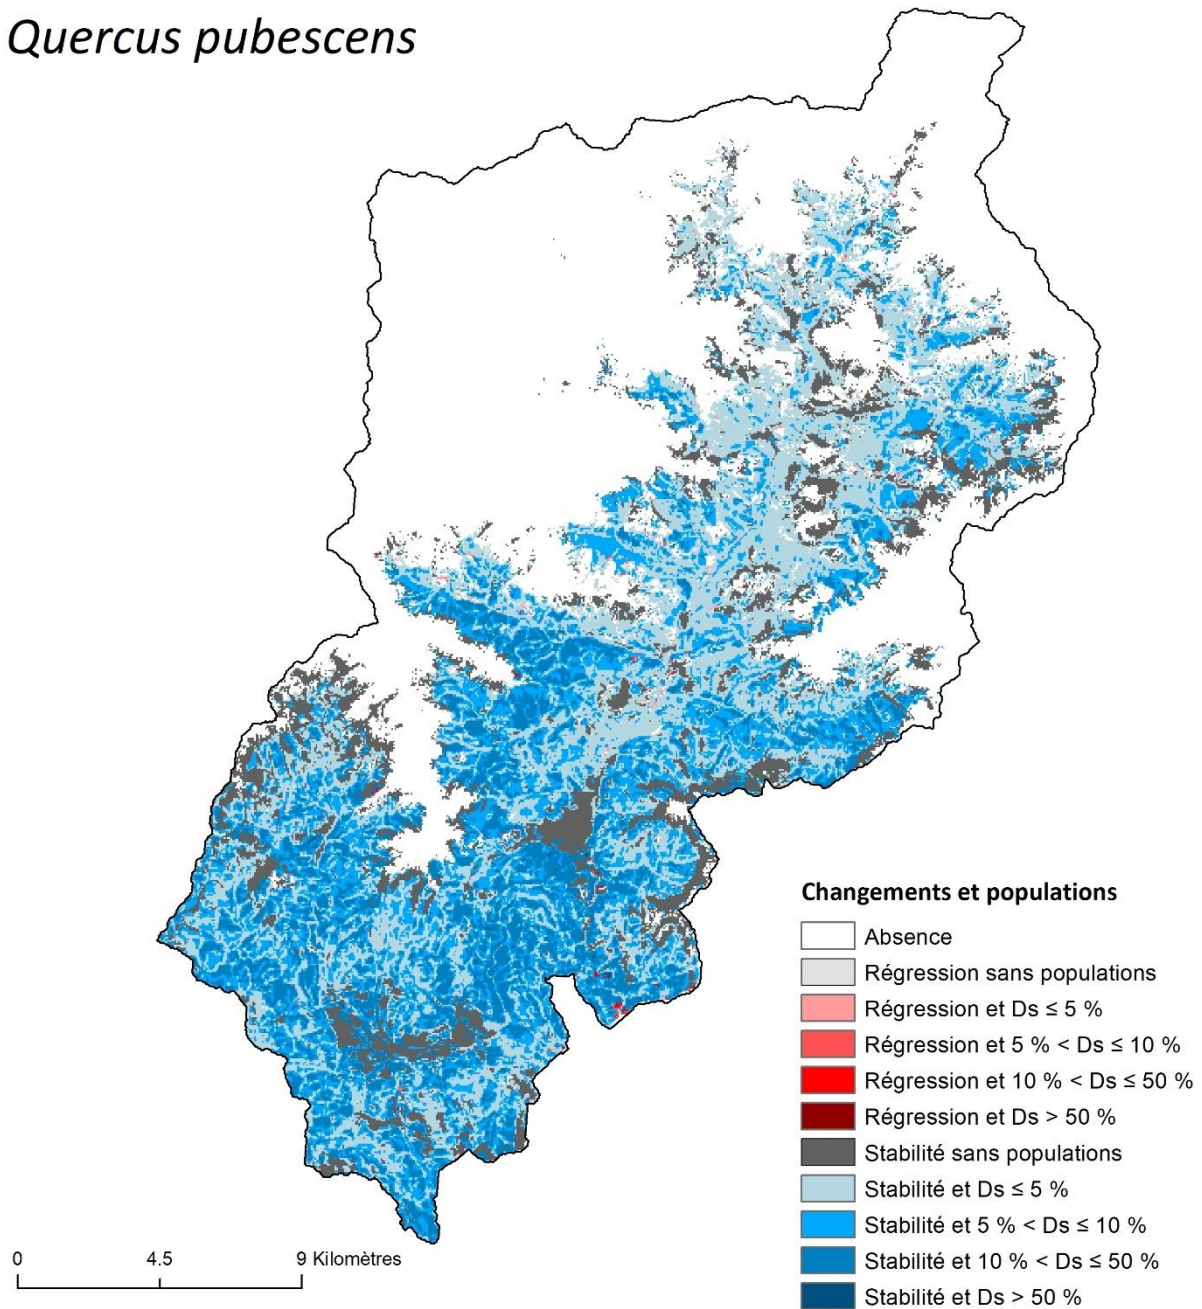 Quercus pubescens
Changements et populations
Absence
Régression sans populations
Régression et Ds ≤ 5 %
Régression et 5 % < Ds ≤ 10 %
Régression et 10 % < Ds ≤ 50 %
Régression et Ds > 50 %
Stabilité sans populations
Stabilité et Ds ≤ 5 %
Stabilité et 5 % < Ds ≤ 10 %
Stabilité et 10 % < Ds ≤ 50 %
Stabilité et Ds > 50 %
0 4.5 9 Kilomètres